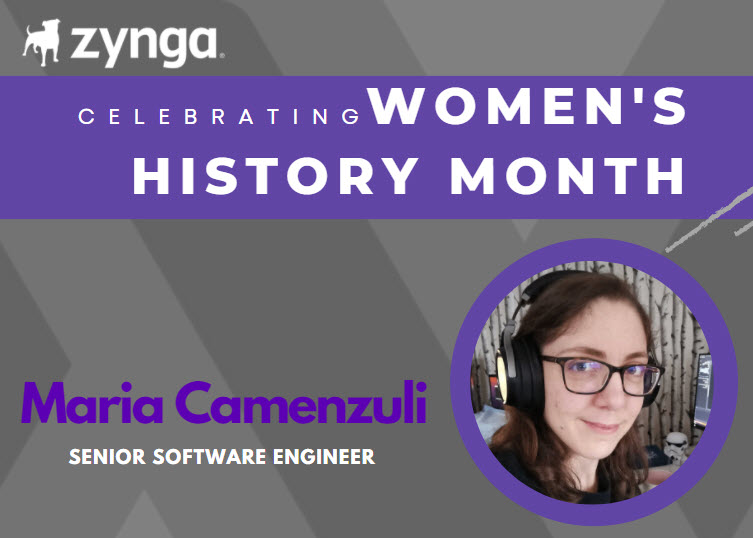 zynga
CELEBRATING WOMEN'S
HISTORY MONTH
Maria Camenzuli
SENIOR SOFTWARE ENGINEER